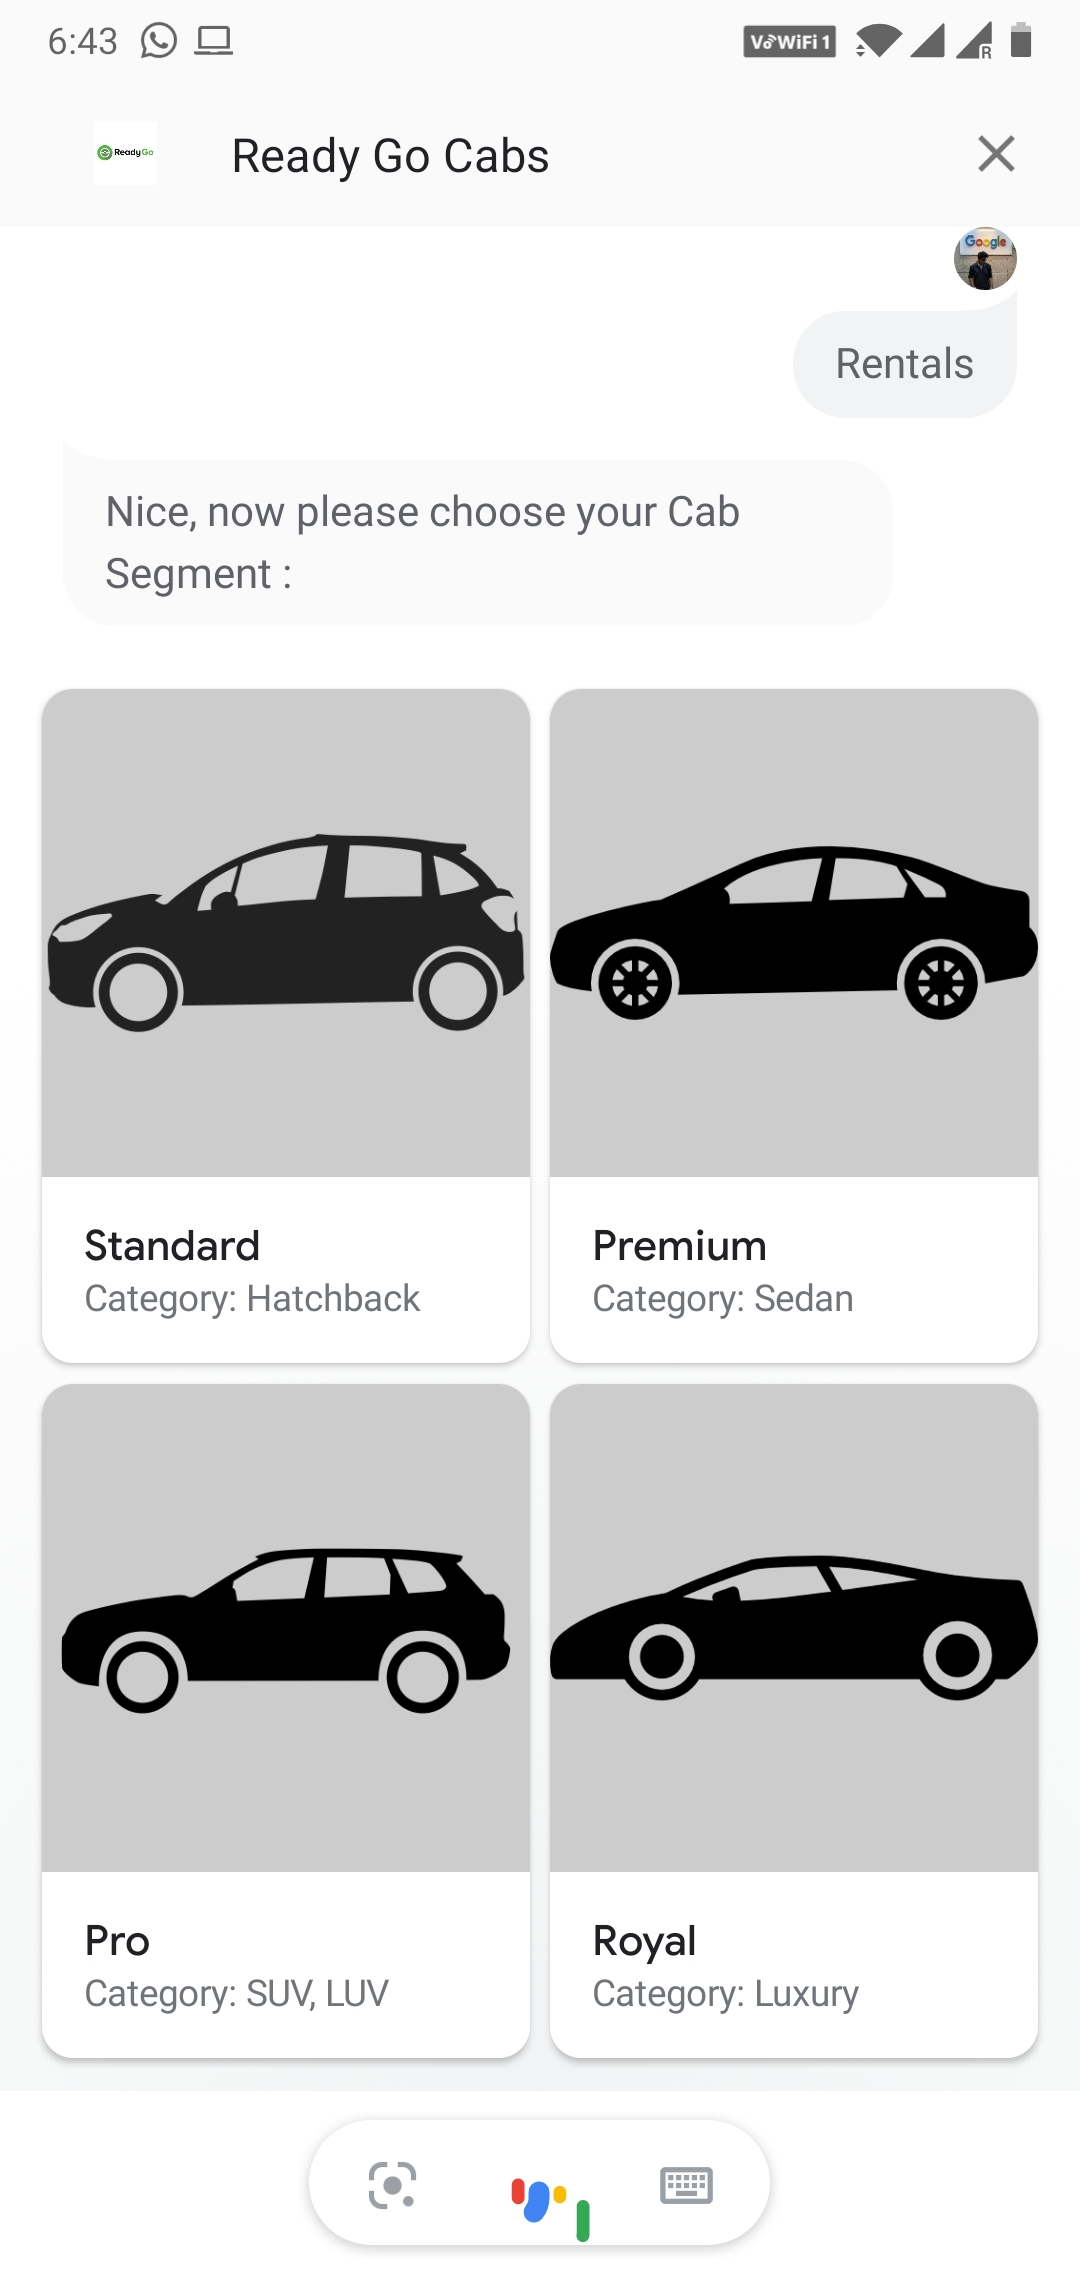 6:43
VoWiFi 1
R
ReadyGo
Ready Go Cabs
Google
Rentals
Nice, now please choose your Cab
Segment :
Standard
Category: Hatchback
Premium
Category: Sedan
Pro
Category: SUV, LUV
Royal
Category: Luxury